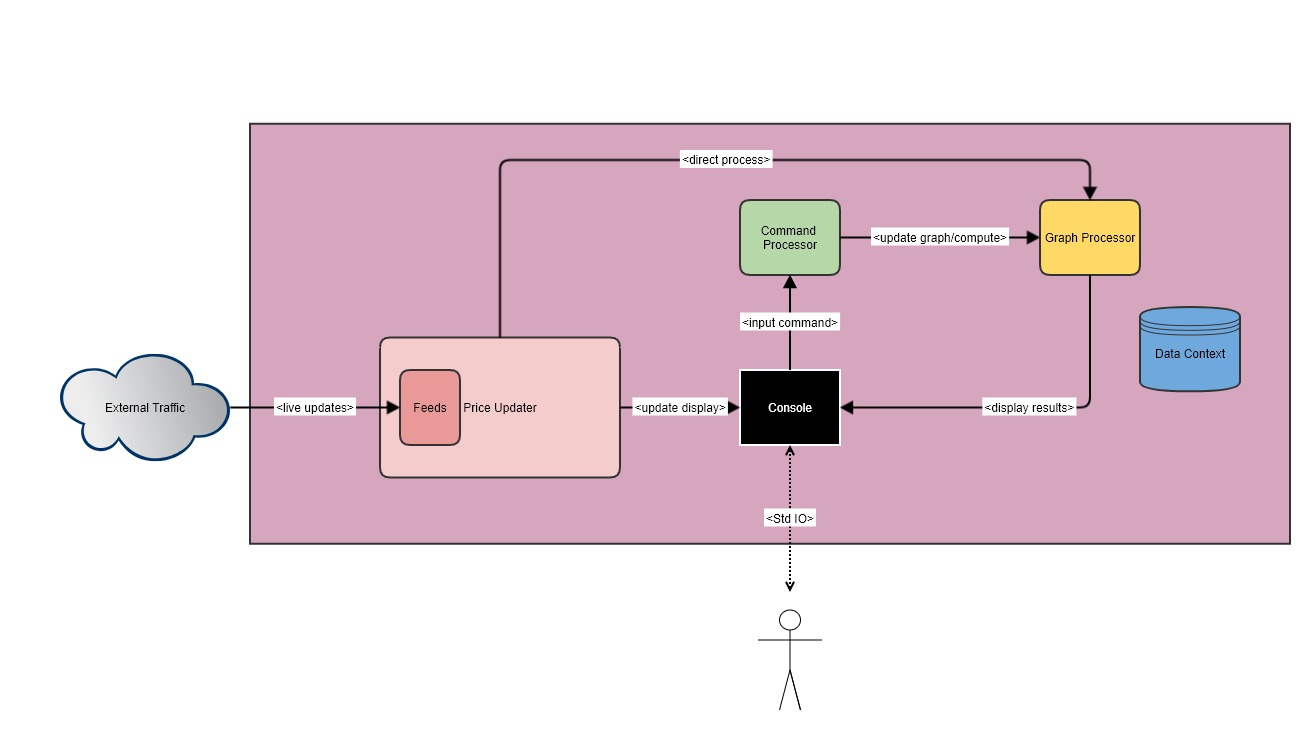 <direct process>
Command
Processor
<update graph/compute>
Graph Processor
<input command>
Data Context
External Traffic
<live updates>
Feeds
Price Updater
<update display>
Console
<display results>
<Std IO>